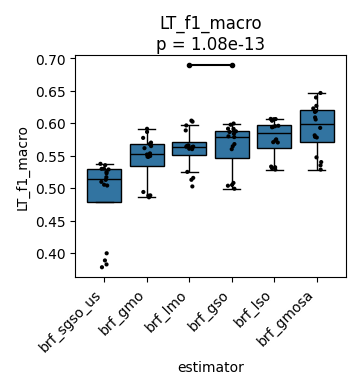 LT_f1_macro
p = 1.08e-13
0.70
0.65
0.60
0.55
0.50
0.45
0.40
LT_f1_macro
brf_sgso_us
brf_gmo
brf_lmo
brf_gso
brf_lso
brf_gmosa
estimator